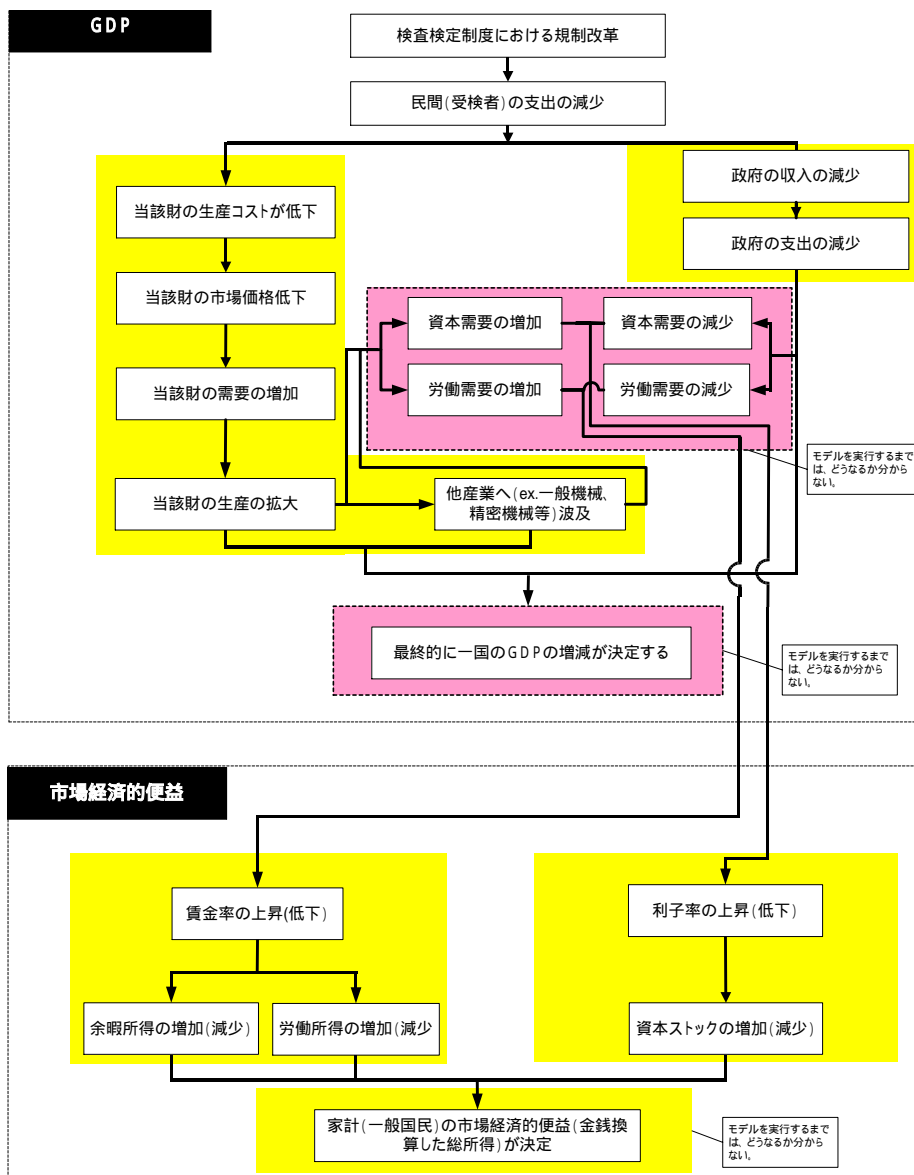 GDP
検査検定制度における規制改革
民間(受検者)の支出の減少
政府の収入の減少
政府の支出の減少
当該財の生産コストが低下
当該財の市場価格低下
当該財の需要の増加
当該財の生産の拡大
資本需要の増加
資本需要の減少
労働需要の増加
労働需要の減少
モデルを実行するまで
は、どうなるか分から
ない。
他産業へ(ex.一般機械、
精密機械等)波及
最終的に一国のGDPの増減が決定する
モデルを実行するまで
は、どうなるか分から
ない。
市場経済的便益
賃金率の上昇(低下)
利子率の上昇(低下)
余暇所得の増加(減少)
労働所得の増加(減少
資本ストックの増加(減少)
家計(一般国民)の市場経済的便益(金銭換
算した総所得)が決定
モデルを実行するまで
は、どうなるか分から
ない。